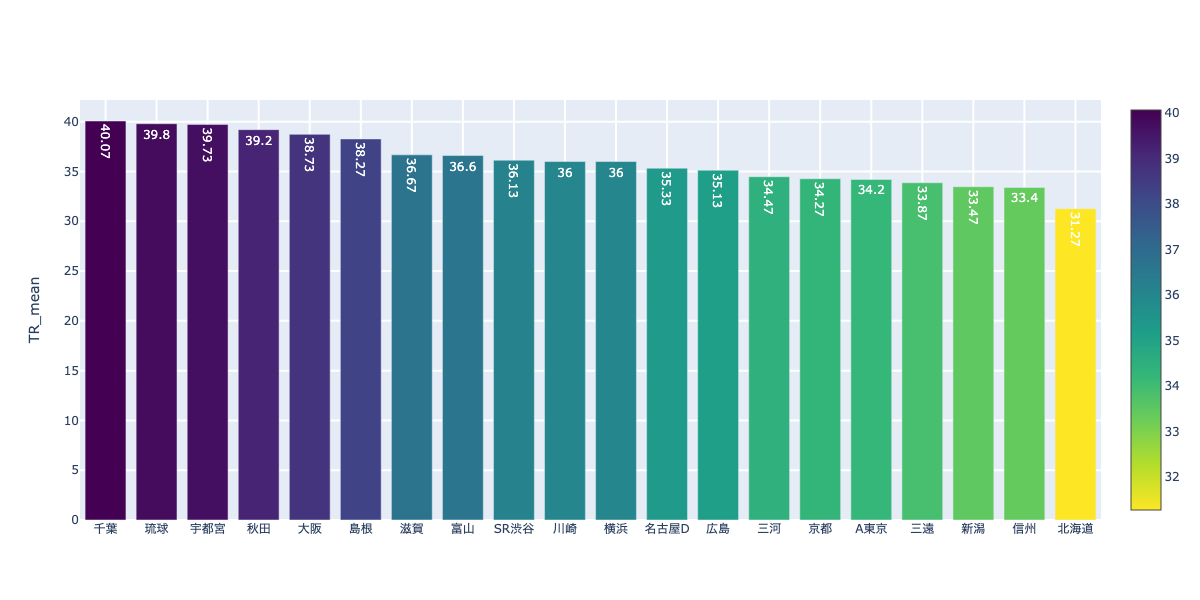 TR_mean
40
35
30
25
20
15
10
5
0
40.07
39.8
39.73
39.2
38.73
38.27
36.67
36.6
36.13
36
36
35.33
35.13
34.47
34.27
34.2
33.87
33.47
33.4
31.27
千葉
琉球
宇都宮
秋田
大阪
島根
滋賀
富山
SR渋谷
川崎
横浜
名古屋D
広島
三河
京都
A東京
三遠
新潟
信州
北海道
40
39
38
37
36
35
34
33
32